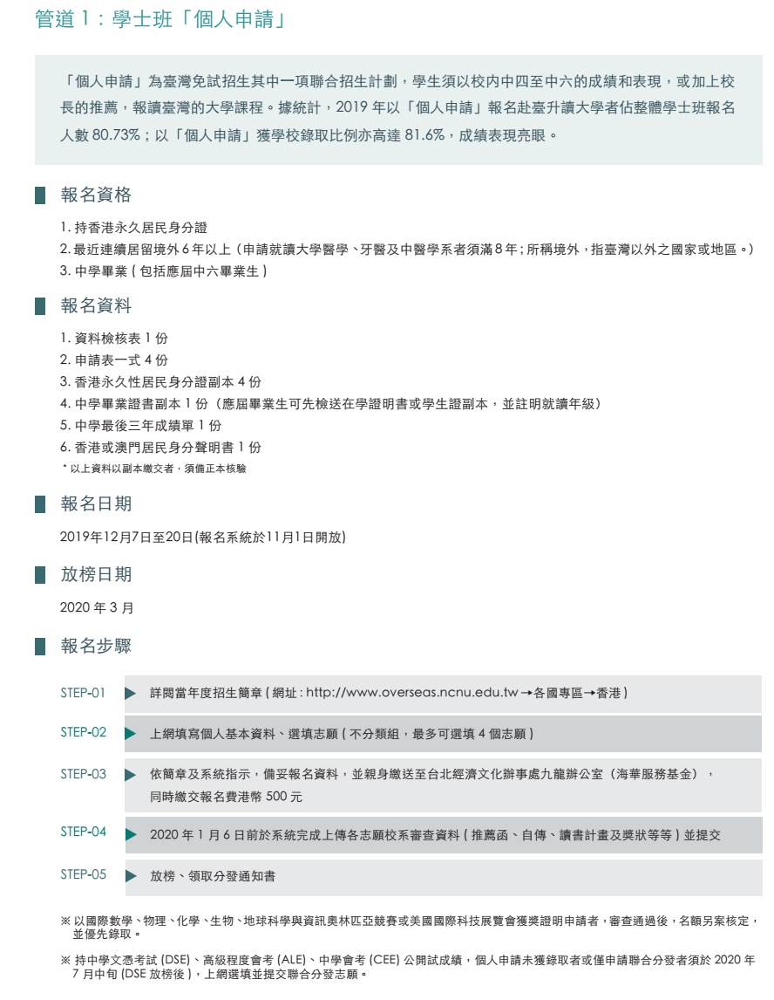 管道 1：學士班「個人申請」
「個人申請」為臺灣免試招生其中一項聯合招生計劃，學生須以校內中四至中六的成績和表現，或加上校
長的推薦，報讀臺灣的大學課程。據統計，2019 年以「個人申請」報名赴臺升讀大學者佔整體學士班報名
人數 80.73%；以「個人申請」獲學校錄取比例亦高達 81.6%，成績表現亮眼。
報名資格
1. 持香港永久居民身分證
2. 最近連續居留境外 6 年以上（申請就讀大學醫學、牙醫及中醫學系者須滿 8 年；所稱境外，指臺灣以外之國家或地區。）
3. 中學畢業 ( 包括應屆中六畢業生 )
報名資料
1. 資料檢核表 1 份
2. 申請表一式 4 份
3. 香港永久性居民身分證副本 4 份
4. 中學畢業證書副本 1 份（應屆畢業生可先檢送在學證明書或學生證副本，並註明就讀年級）
5. 中學最後三年成績單 1 份
6. 香港或澳門居民身分聲明書 1 份
* 以上資料以副本繳交者，須備正本核驗
報名日期
2019年12月7日至20日(報名系統於11月1日開放)
放榜日期
2020 年 3 月
報名步驟
STEP-01 詳閱當年度招生簡章 ( 網址 : http://www.overseas.ncnu.edu.tw →各國專區→香港 )
STEP-02 上網填寫個人基本資料、選填志願 ( 不分類組，最多可選填 4 個志願 )
STEP-03 依簡章及系統指示，備妥報名資料，並親身繳送至台北經濟文化辦事處九龍辦公室（海華服務基金），
同時繳交報名費港幣 500 元
STEP-04 2020 年 1 月 6 日前於系統完成上傳各志願校系審查資料 ( 推薦函、自傳、讀書計畫及獎狀等等 ) 並提交
STEP-05 放榜、領取分發通知書
※ 以國際數學、物理、化學、生物、地球科學與資訊奧林匹亞競賽或美國國際科技展覽會獲獎證明申請者，審查通過後，名額另案核定，
並優先錄取。
※ 持中學文憑考試 (DSE)、高級程度會考 (ALE)、中學會考 (CEE) 公開試成績，個人申請未獲錄取者或僅申請聯合分發者須於 2020 年
7 月中旬 (DSE 放榜後 )，上網選填並提交聯合分發志願。